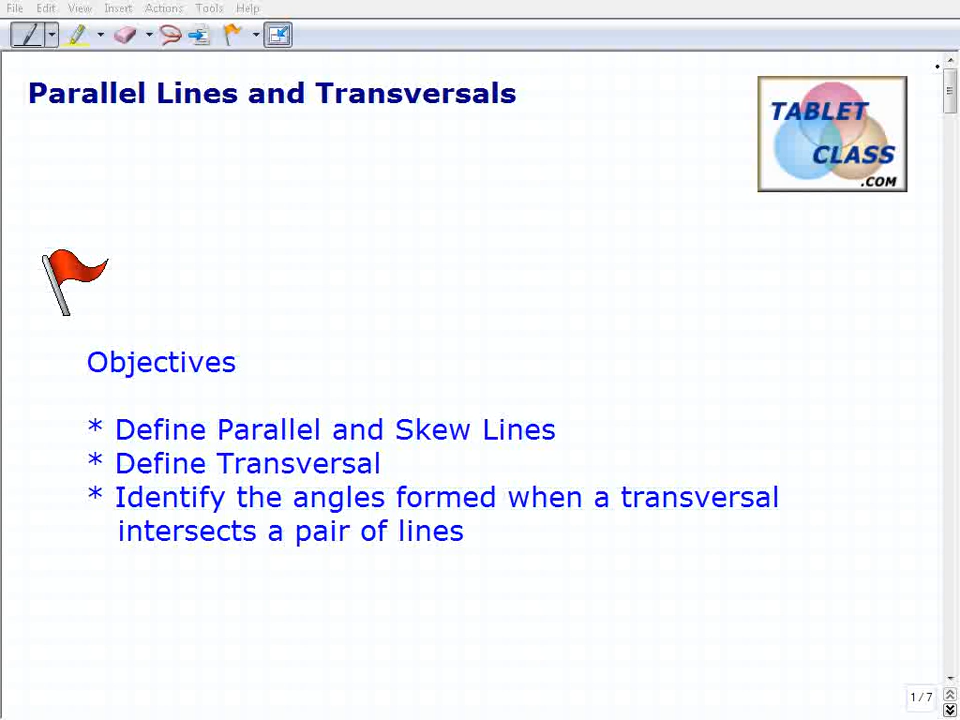 File Edit View Insert Actions Tools Help
Parallel Lines and Transversals
TABLET
CLASS
.COM
Objectives
* Define Parallel and Skew Lines
* Define Transversal
* Identify the angles formed when a transversal
intersects a pair of lines
1/7